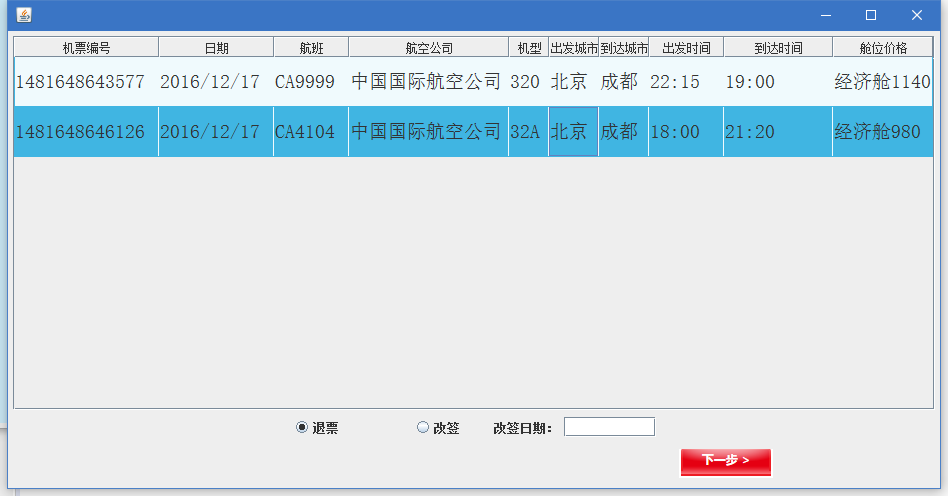 机票编号 日期 航班 航空公司 机型 出发城市 到达城市 出发时间 到达时间 舱位价格
1481648643577 2016/12/17 CA9999 中国国际航空公司 320 北京 成都 22:15 19:00 经济舱1140
1481648646126 2016/12/17 CA4104 中国国际航空公司 32A 北京 成都 18:00 21:20 经济舱980
退票 改签 改签日期：
下一步 >